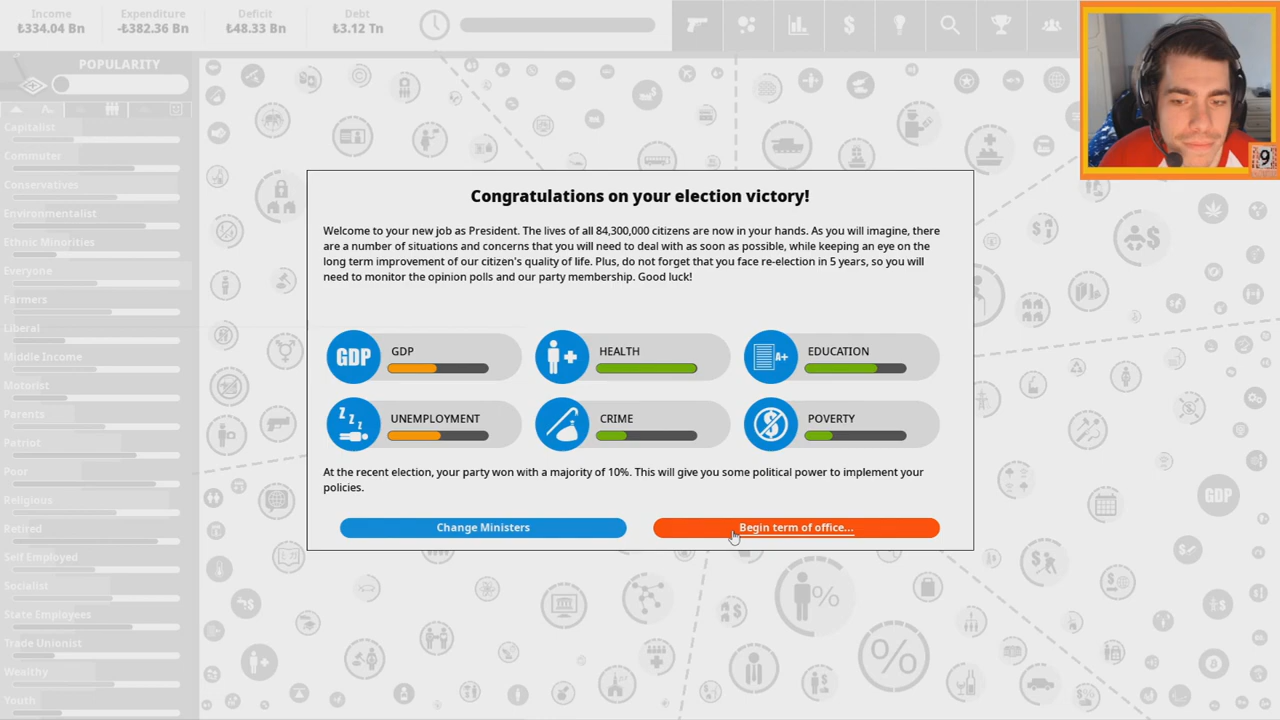 Income
₺334.04 Bn
Expenditure
-₺382.36 Bn
Deficit
₺48.33 Bn
Debt
₺3.12 Tn
POPULARITY
Capitalist
Commuter
Conservatives
Environmentalist
Ethnic Minorities
Everyone
Farmers
Liberal
Middle Income
Motorist
Parents
Patriot
Poor
Religious
Retired
Self Employed
Socialist
State Employees
Trade Unionist
Wealthy
Youth
Congratulations on your election victory!
Welcome to your new job as President. The lives of all 84,300,000 citizens are now in your hands. As you will imagine, there
are a number of situations and concerns that you will need to deal with as soon as possible, while keeping an eye on the
long term improvement of our citizen's quality of life. Plus, do not forget that you face re-election in 5 years, so you will
need to monitor the opinion polls and our party membership. Good luck!
GDP GDP
HEALTH
A+ EDUCATION
Z Z Z UNEMPLOYMENT
CRIME
$ POVERTY
At the recent election, your party won with a majority of 10%. This will give you some political power to implement your
policies.
Change Ministers
Begin term of office...
GDP
%
%
9